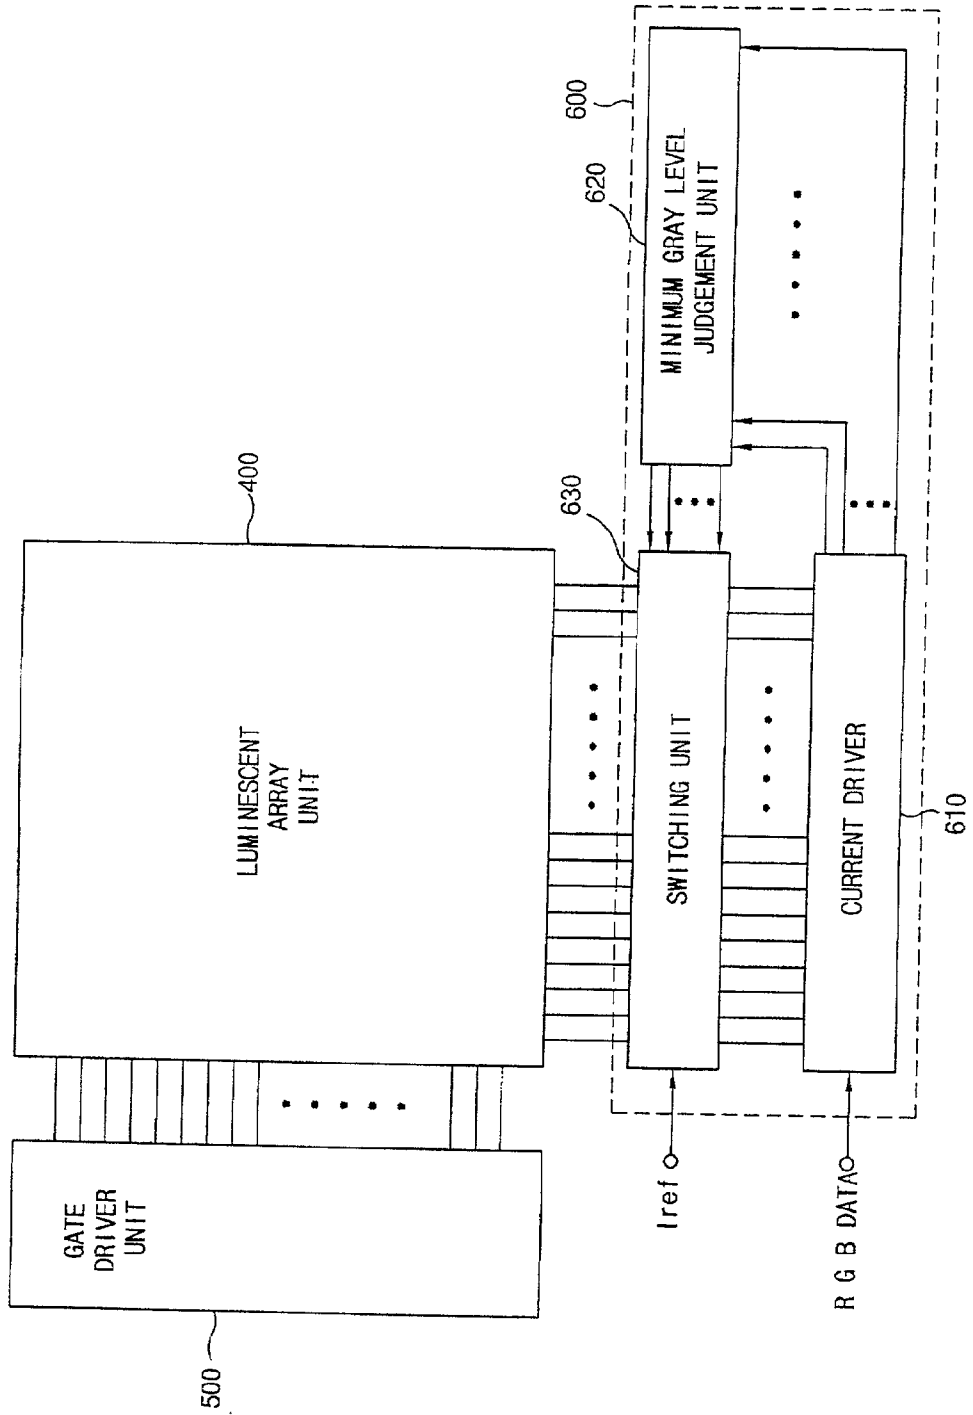 500
GATE
DRIVER
UNIT
400
LUMINESCENT
ARRAY
UNIT
600
620
MINIMUM GRAY LEVEL
JUDGEMENT UNIT
630
SWITCHING UNIT
Iref
CURRENT DRIVER
610
R G B DATA